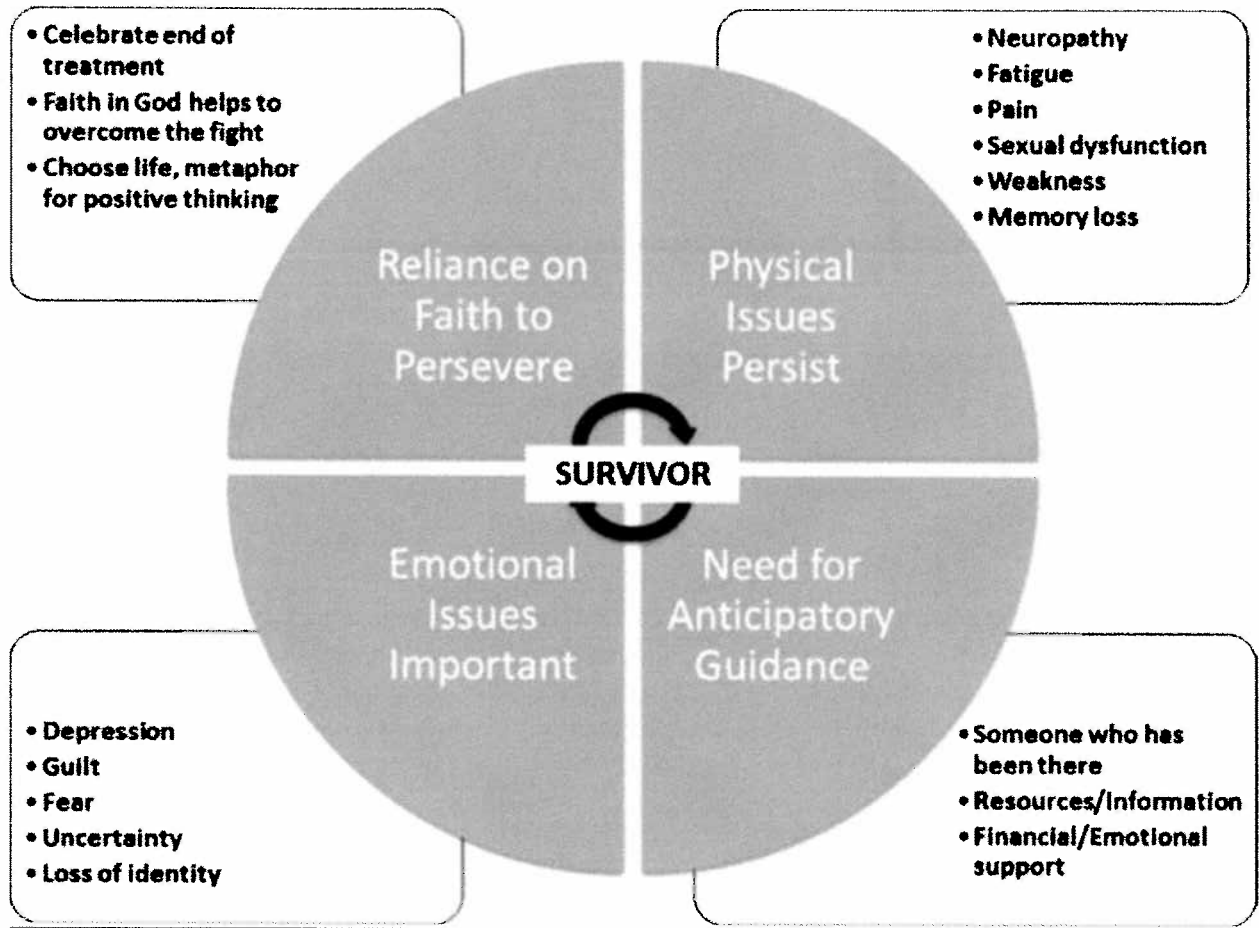 • Celebrate end of
treatment
• Faith in God helps to
overcome the fight
• Choose life, metaphor
for positive thinking
• Neuropathy
• Fatigue
• Pain
• Sexual dysfunction
• Weakness
• Memory loss
Reliance on
Faith to
Persevere
Physical
Issues
Persist
SURVIVOR
Emotional
Issues
Important
Need for
Anticipatory
Guidance
• Depression
• Guilt
• Fear
• Uncertainty
• Loss of identity
• Someone who has
been there
• Resources/Information
• Financial/Emotional
support